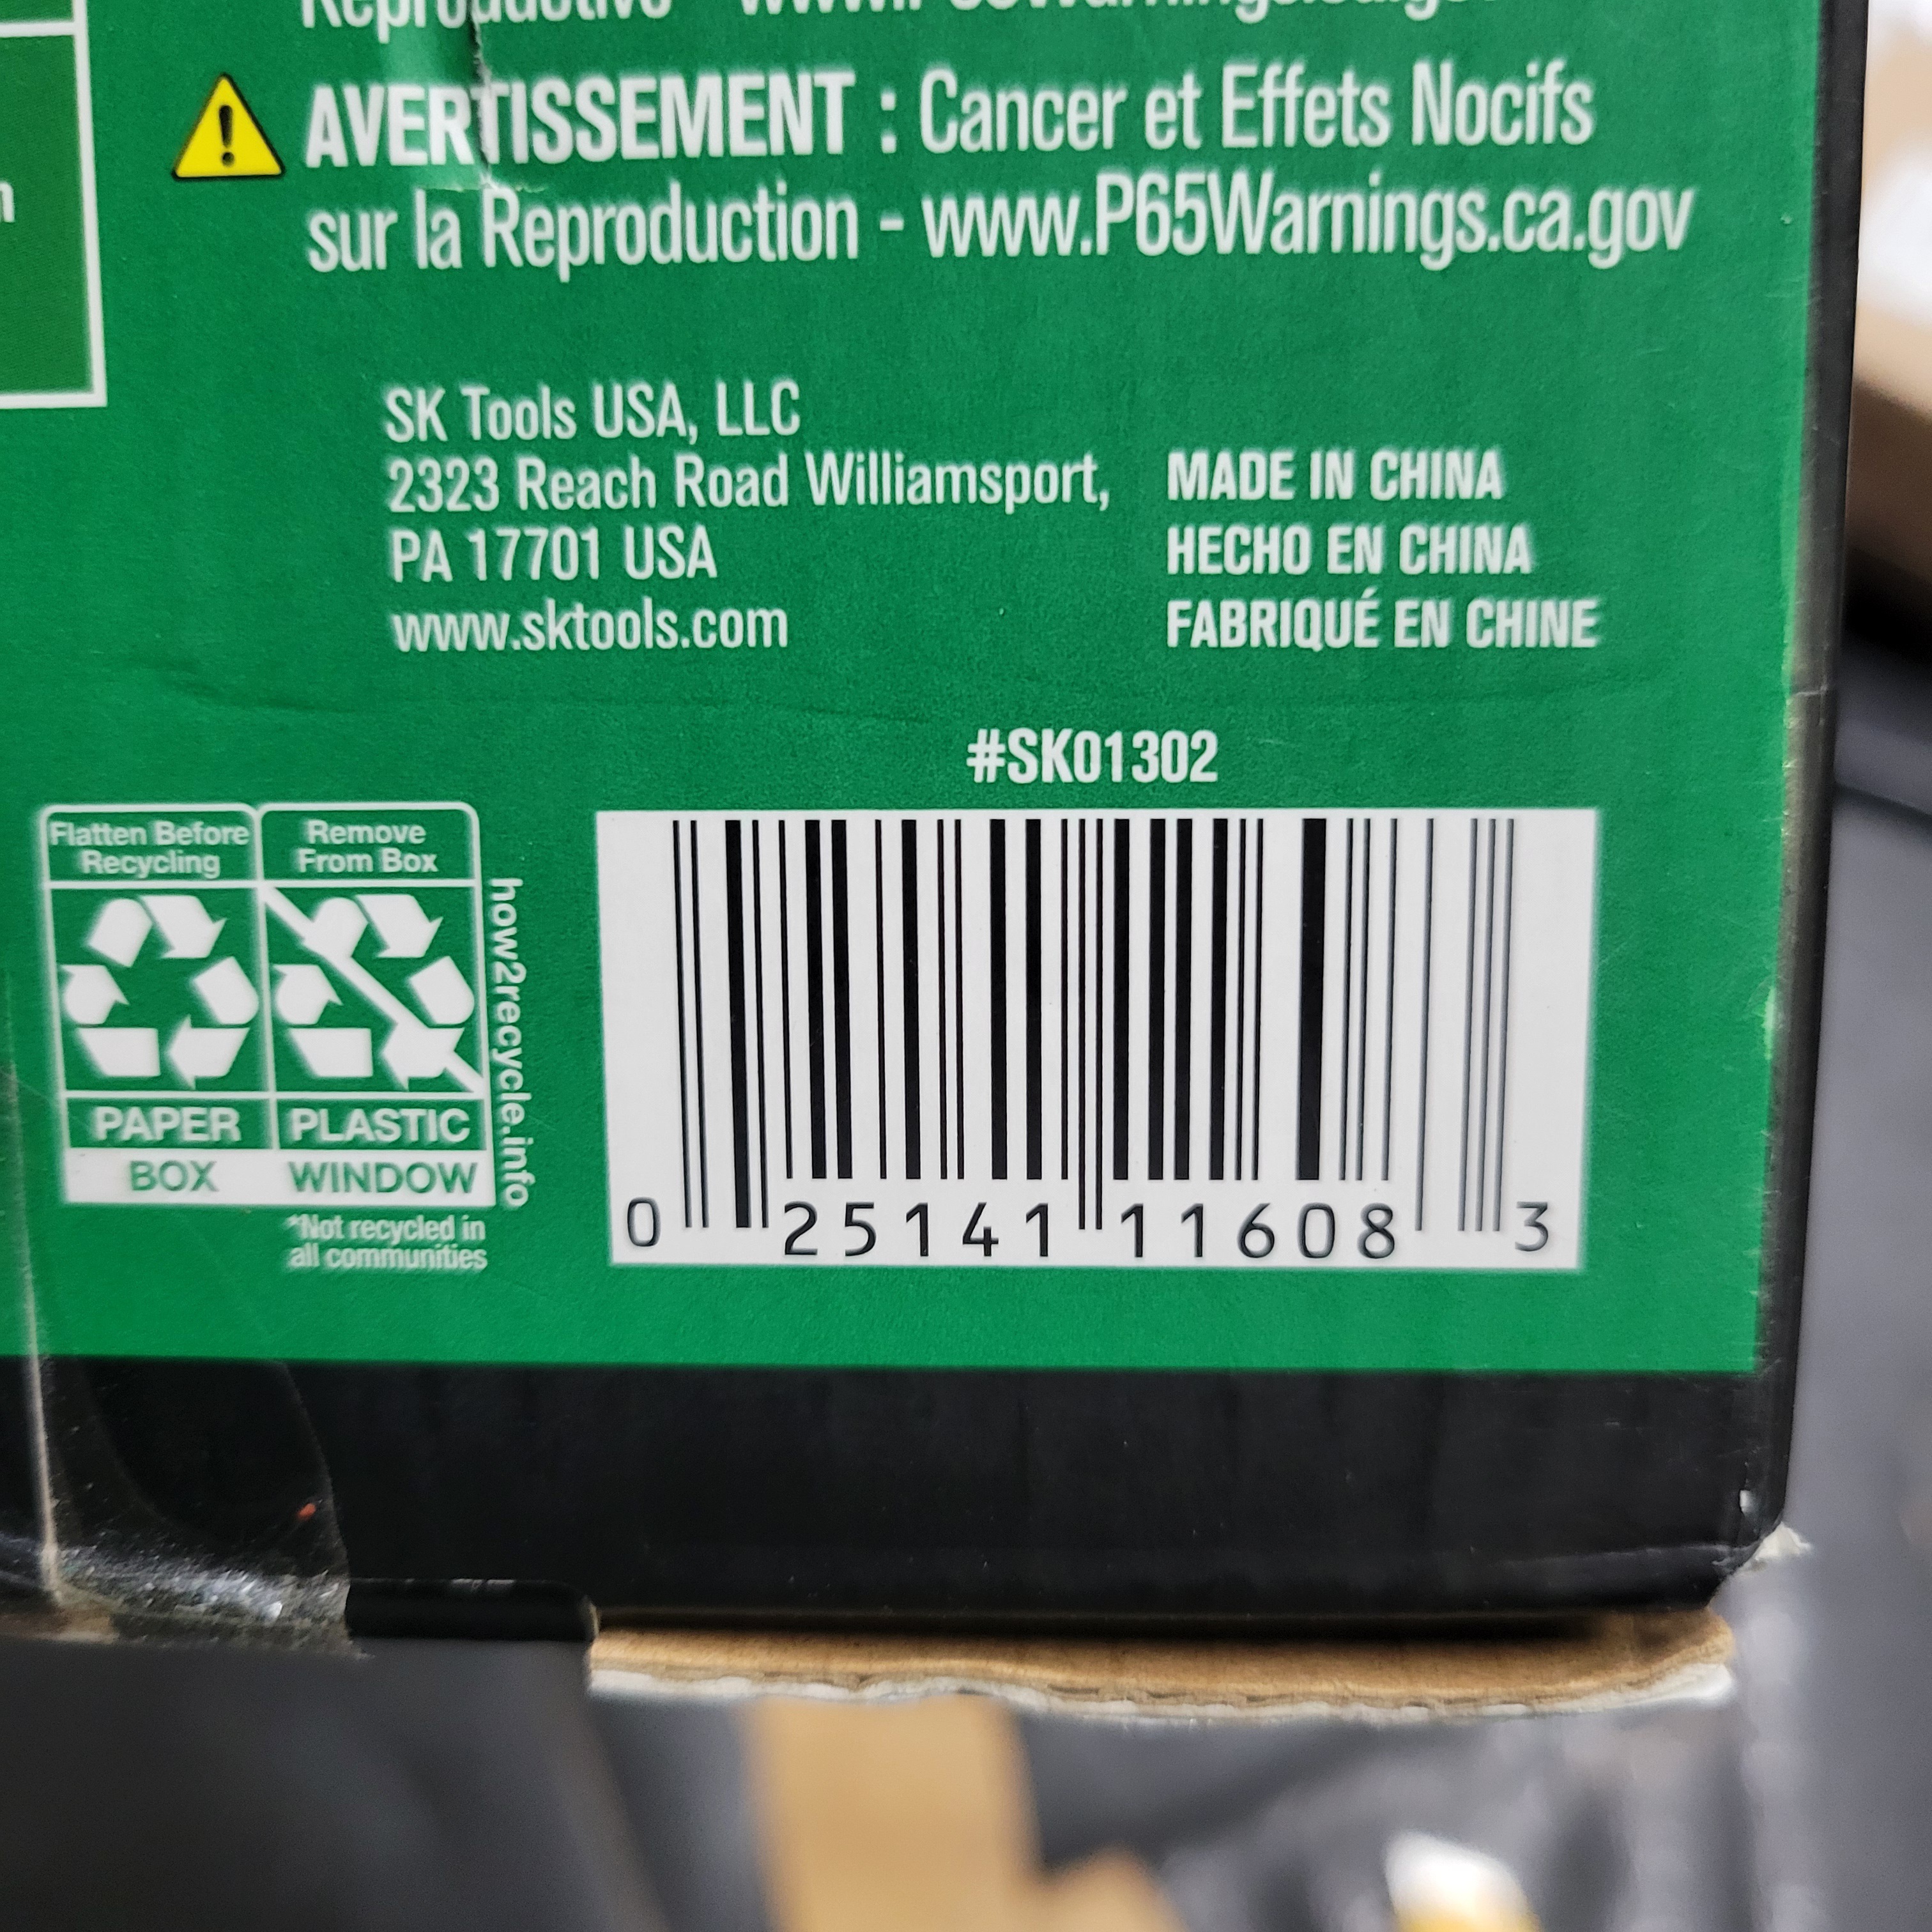 AVERTISSEMENT : Cancer et Effets Nocifs
sur la Reproduction - www.P65Warnings.ca.gov
SK Tools USA, LLC
2323 Reach Road Williamsport,
PA 17701 USA
www.sktools.com
MADE IN CHINA
HECHO EN CHINA
FABRIQUÉ EN CHINE
#SK01302
Flatten Before
Recycling
PAPER
BOX
Remove
From Box
PLASTIC
WINDOW
*Not recycled in
all communities
how2recycle.info
0 25141 11608 3